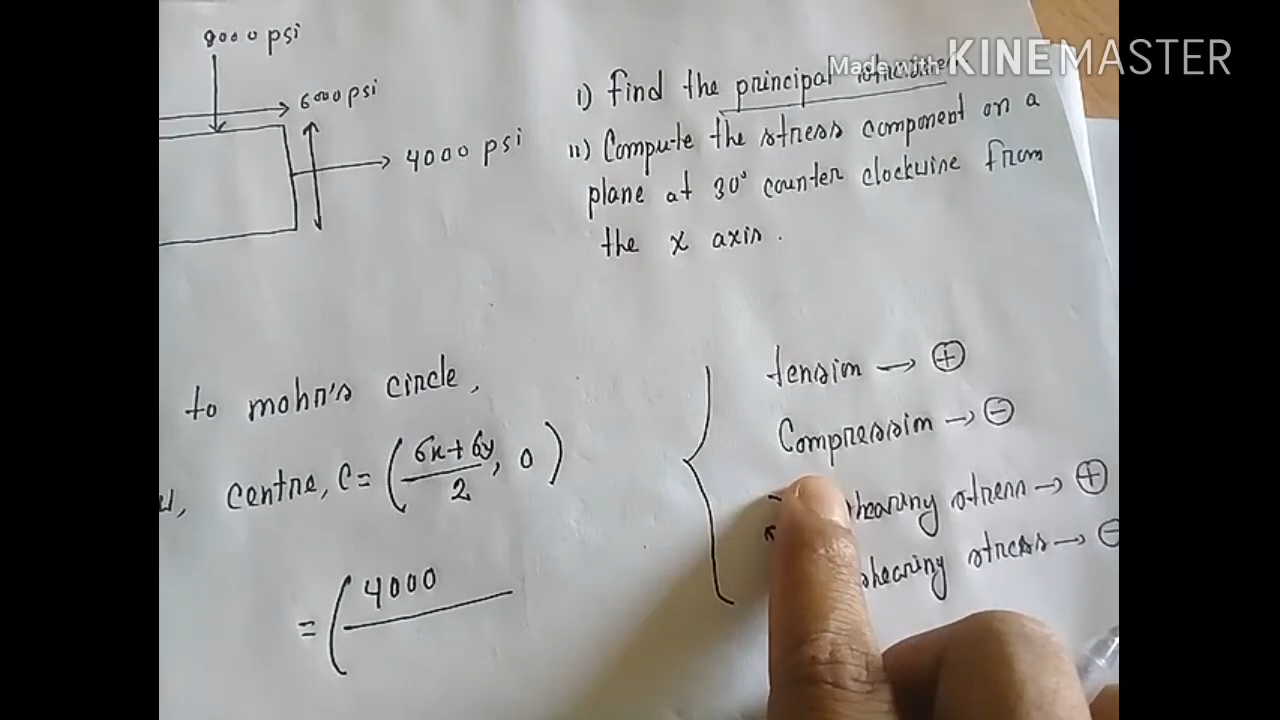 8000 psi
6000 psi
4000 psi
Made with KINEMASTER
i) Find the principal
ii) Compute the stress component on a
plane at 30° counter clockwise from
the x axis.
to mohr's circle,
centre, C = (σx + σy / 2, 0)
= ( 4000
tension → ⊕
Compression → ⊖
shearing stress → ⊕
shearing stress → ⊖